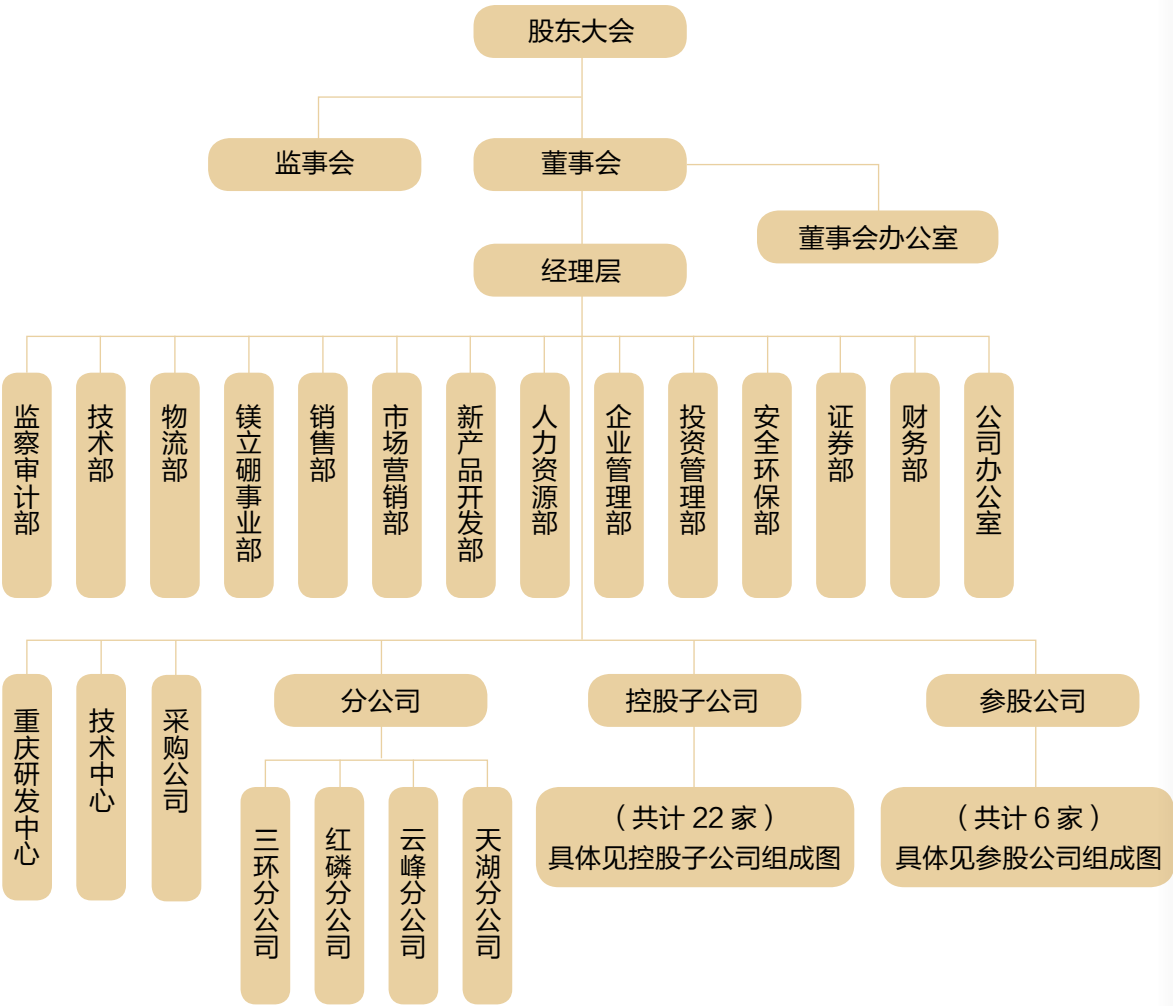 股东大会
监事会
董事会
董事会办公室
经理层
监察审计部
技术部
物流部
镁立硼事业部
销售部
市场营销部
新产品开发部
人力资源部
企业管理部
投资管理部
安全环保部
证券部
财务部
公司办公室
重庆研发中心
技术中心
采购公司
分公司
控股子公司
参股公司
三环分公司
红磷分公司
云峰分公司
天湖分公司
（共计 22 家）
具体见控股子公司组成图
（共计 6 家）
具体见参股公司组成图